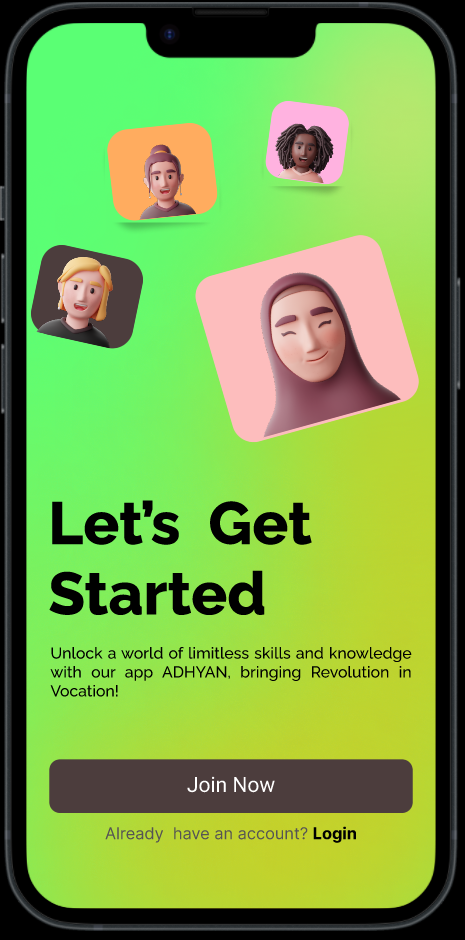 Let’s Get
Started
Unlock a world of limitless skills and knowledge
with our app ADHYAN, bringing Revolution in
Vocation!
Join Now
Already have an account? Login